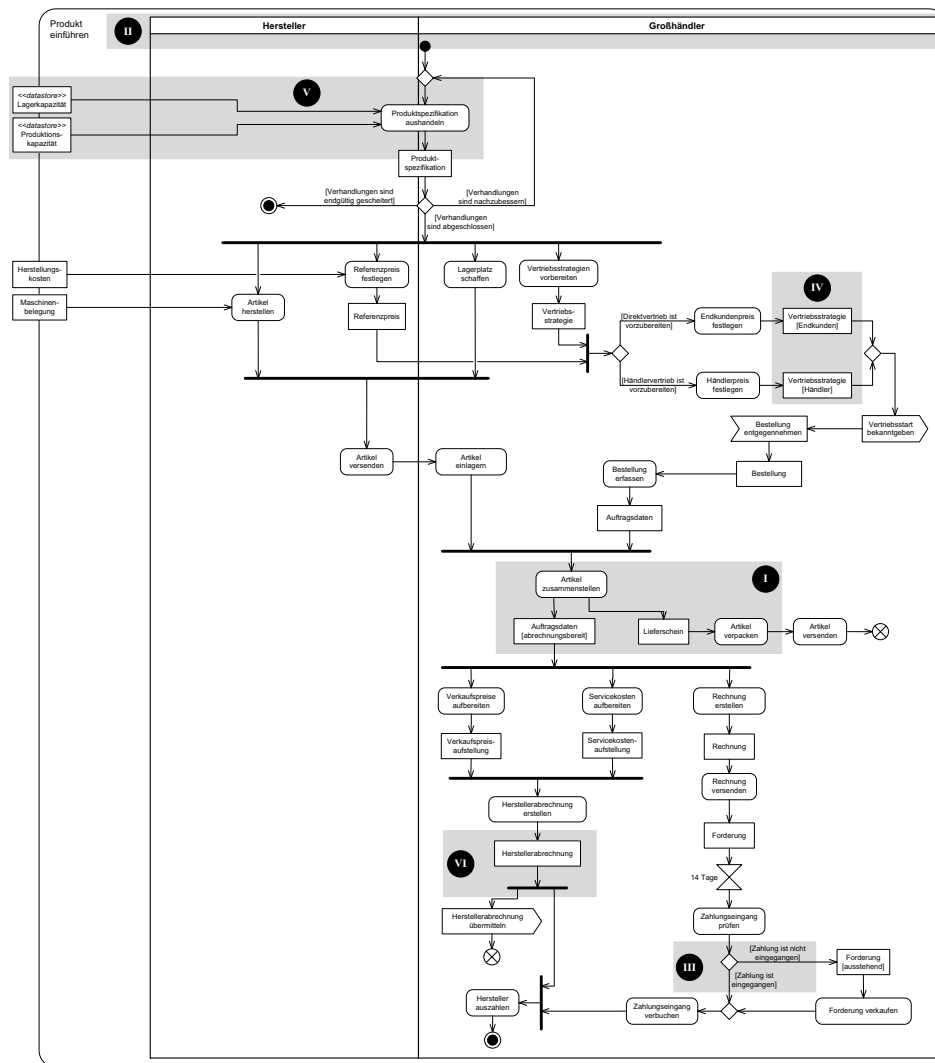 Produkt
einführen
II
Hersteller
Großhändler
V
<<datastore>>
Lagerkapazität
<<datastore>>
Produktions-
kapazität
Produktspezifikation
aushandeln
Produkt-
spezifikation
[Verhandlungen sind
endgültig gescheitert]
[Verhandlungen
sind nachzubessern]
[Verhandlungen
sind abgeschlossen]
Herstellungs-
kosten
Maschinen-
belegung
Artikel
herstellen
Referenzpreis
festlegen
Referenzpreis
Lagerplatz
schaffen
Vertriebsstrategien
vorbereiten
Vertriebs-
strategie
[Direktvertrieb ist
vorzubereiten]
Endkundenpreis
festlegen
IV
Vertriebsstrategie
[Endkunden]
[Händlervertrieb ist
vorzubereiten]
Händlerpreis
festlegen
Vertriebsstrategie
[Händler]
Bestellung
entgegennehmen
Vertriebsstart
bekanntgeben
Artikel
versenden
Artikel
einlagern
Bestellung
erfassen
Bestellung
Auftragsdaten
Artikel
zusammenstellen
I
Auftragsdaten
[abrechnungsbereit]
Lieferschein
Artikel
verpacken
Artikel
versenden
Verkaufspreise
aufbereiten
Servicekosten
aufbereiten
Rechnung
erstellen
Verkaufspreis-
aufstellung
Servicekosten-
aufstellung
Rechnung
Rechnung
versenden
Herstellerabrechnung
erstellen
Forderung
VI
Herstellerabrechnung
14 Tage
Herstellerabrechnung
übermitteln
Zahlungseingang
prüfen
III
[Zahlung ist nicht
eingegangen]
[Zahlung ist
eingegangen]
Forderung
[ausstehend]
Hersteller
auszahlen
Zahlungseingang
verbuchen
Forderung verkaufen